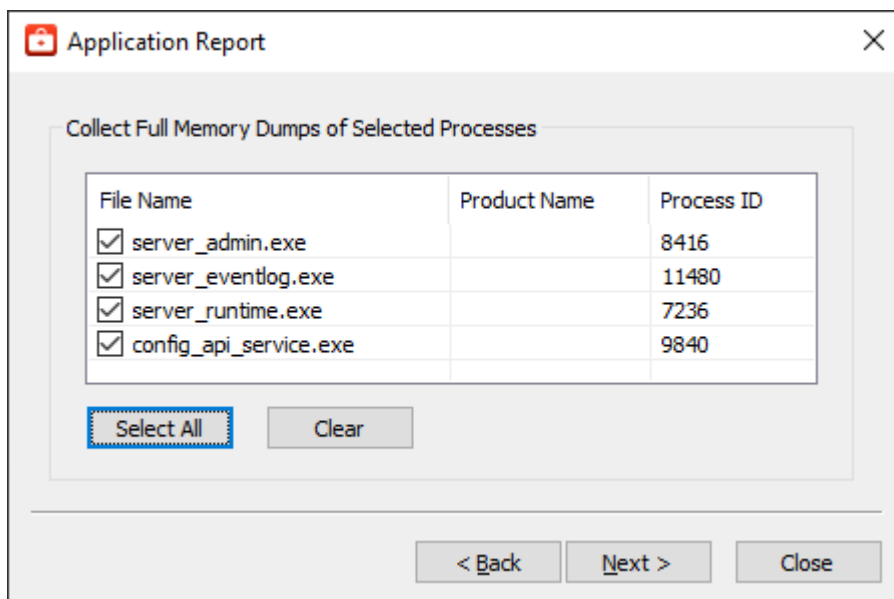 Application Report
Collect Full Memory Dumps of Selected Processes
File Name Product Name Process ID
server_admin.exe 8416
server_eventlog.exe 11480
server_runtime.exe 7236
config_api_service.exe 9840
Select All Clear
< Back Next > Close